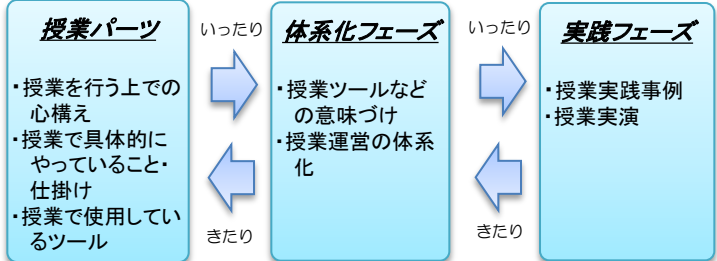 授業パーツ
・授業を行う上での
心構え
・授業で具体的に
やっていること・
仕掛け
・授業で使用してい
るツール
いったり
きたり
体系化フェーズ
・授業ツールなど
の意味づけ
・授業運営の体系
化
いったり
きたり
実践フェーズ
・授業実践事例
・授業実演